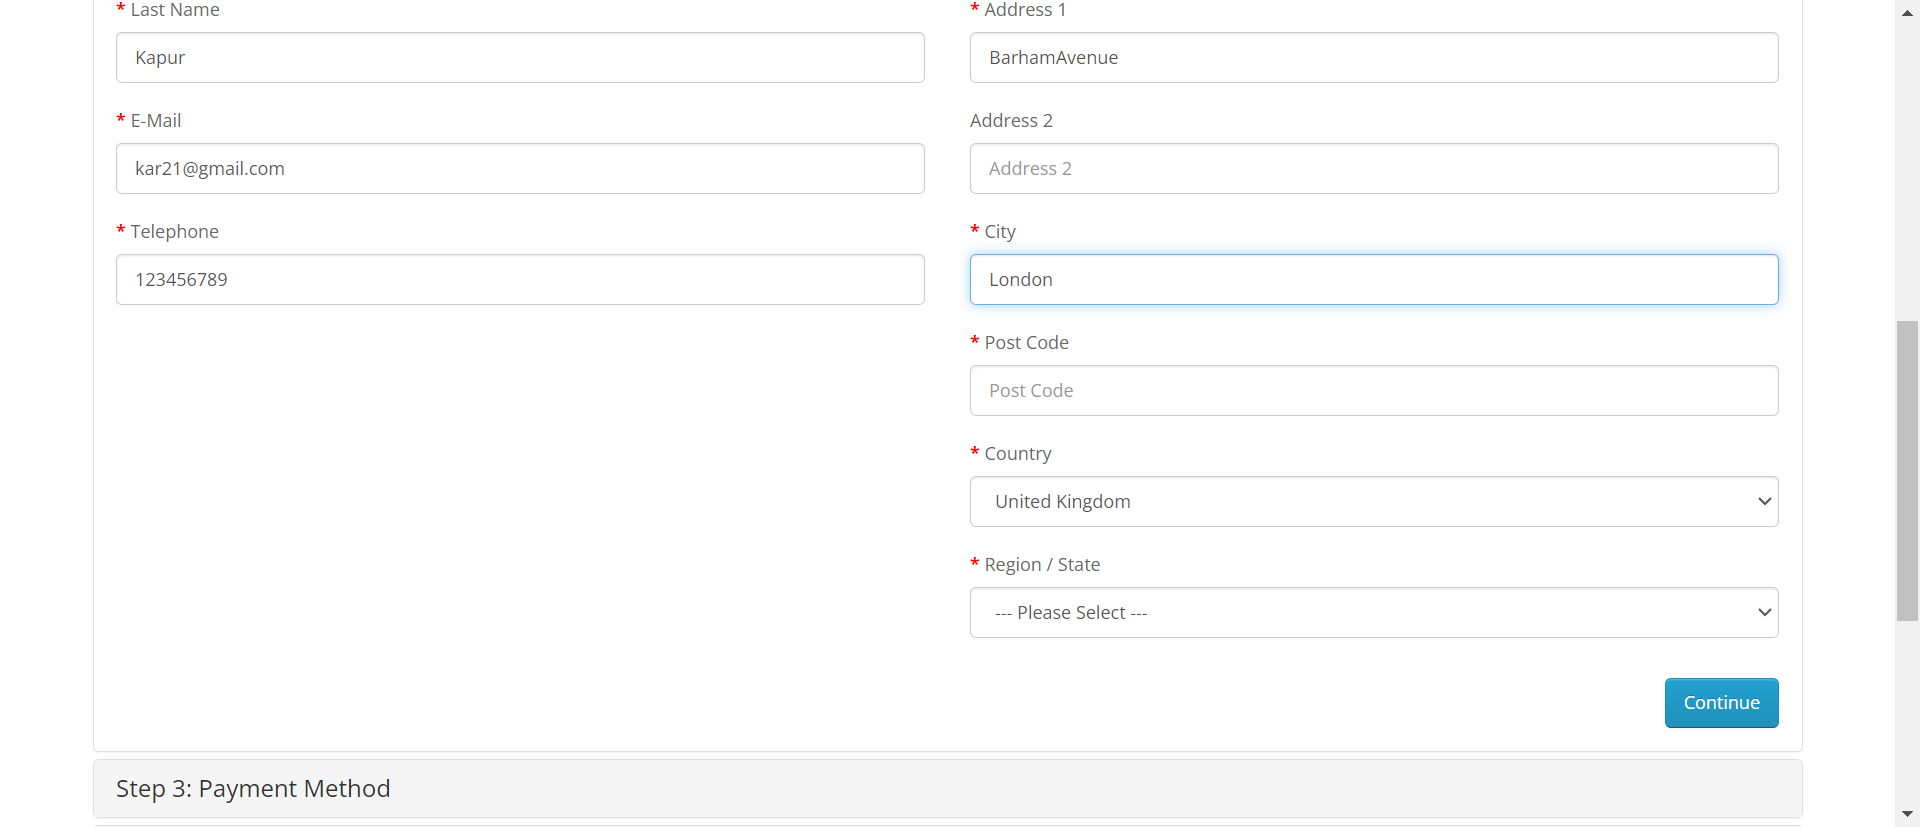 * Last Name
Kapur
* E-Mail
kar21@gmail.com
* Telephone
123456789
* Address 1
BarhamAvenue
Address 2
Address 2
* City
London
* Post Code
Post Code
* Country
United Kingdom
* Region / State
--- Please Select ---
Continue
Step 3: Payment Method